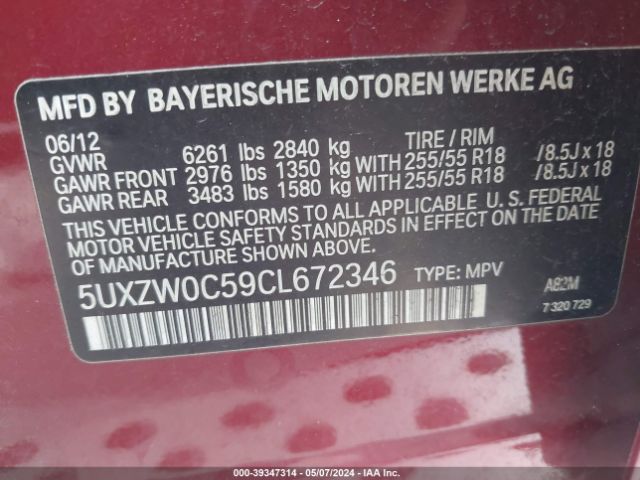 MFD BY BAYERISCHE MOTOREN WERKE AG
06/12 TIRE / RIM
GVWR 6261 lbs 2840 kg
GAWR FRONT 2976 lbs 1350 kg WITH 255/55 R18 /8.5J x 18
GAWR REAR 3483 lbs 1580 kg WITH 255/55 R18 /8.5J x 18
THIS VEHICLE CONFORMS TO ALL APPLICABLE U. S. FEDERAL
MOTOR VEHICLE SAFETY STANDARDS IN EFFECT ON THE DATE
OF MANUFACTURE SHOWN ABOVE.
5UXZW0C59CL672346 TYPE: MPV A82M
7 320 729
000-39347314 - 05/07/2024 - IAA Inc.